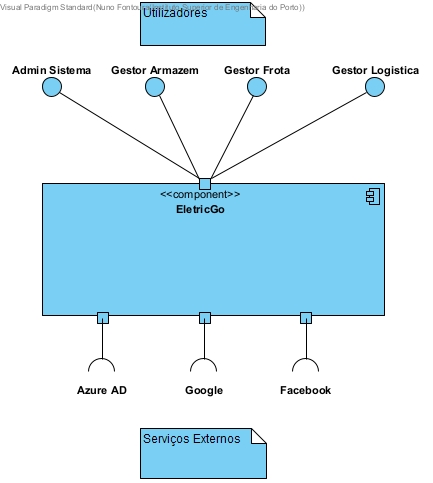 Visual Paradigm Standard(Nuno Fontoura
de Engenharia do Porto))
Utilizadores
Admin Sistema
Gestor Armazem
Gestor Frota
Gestor Logistica
<<component>>
EletricGo
Azure AD
Google
Facebook
Serviços Externos